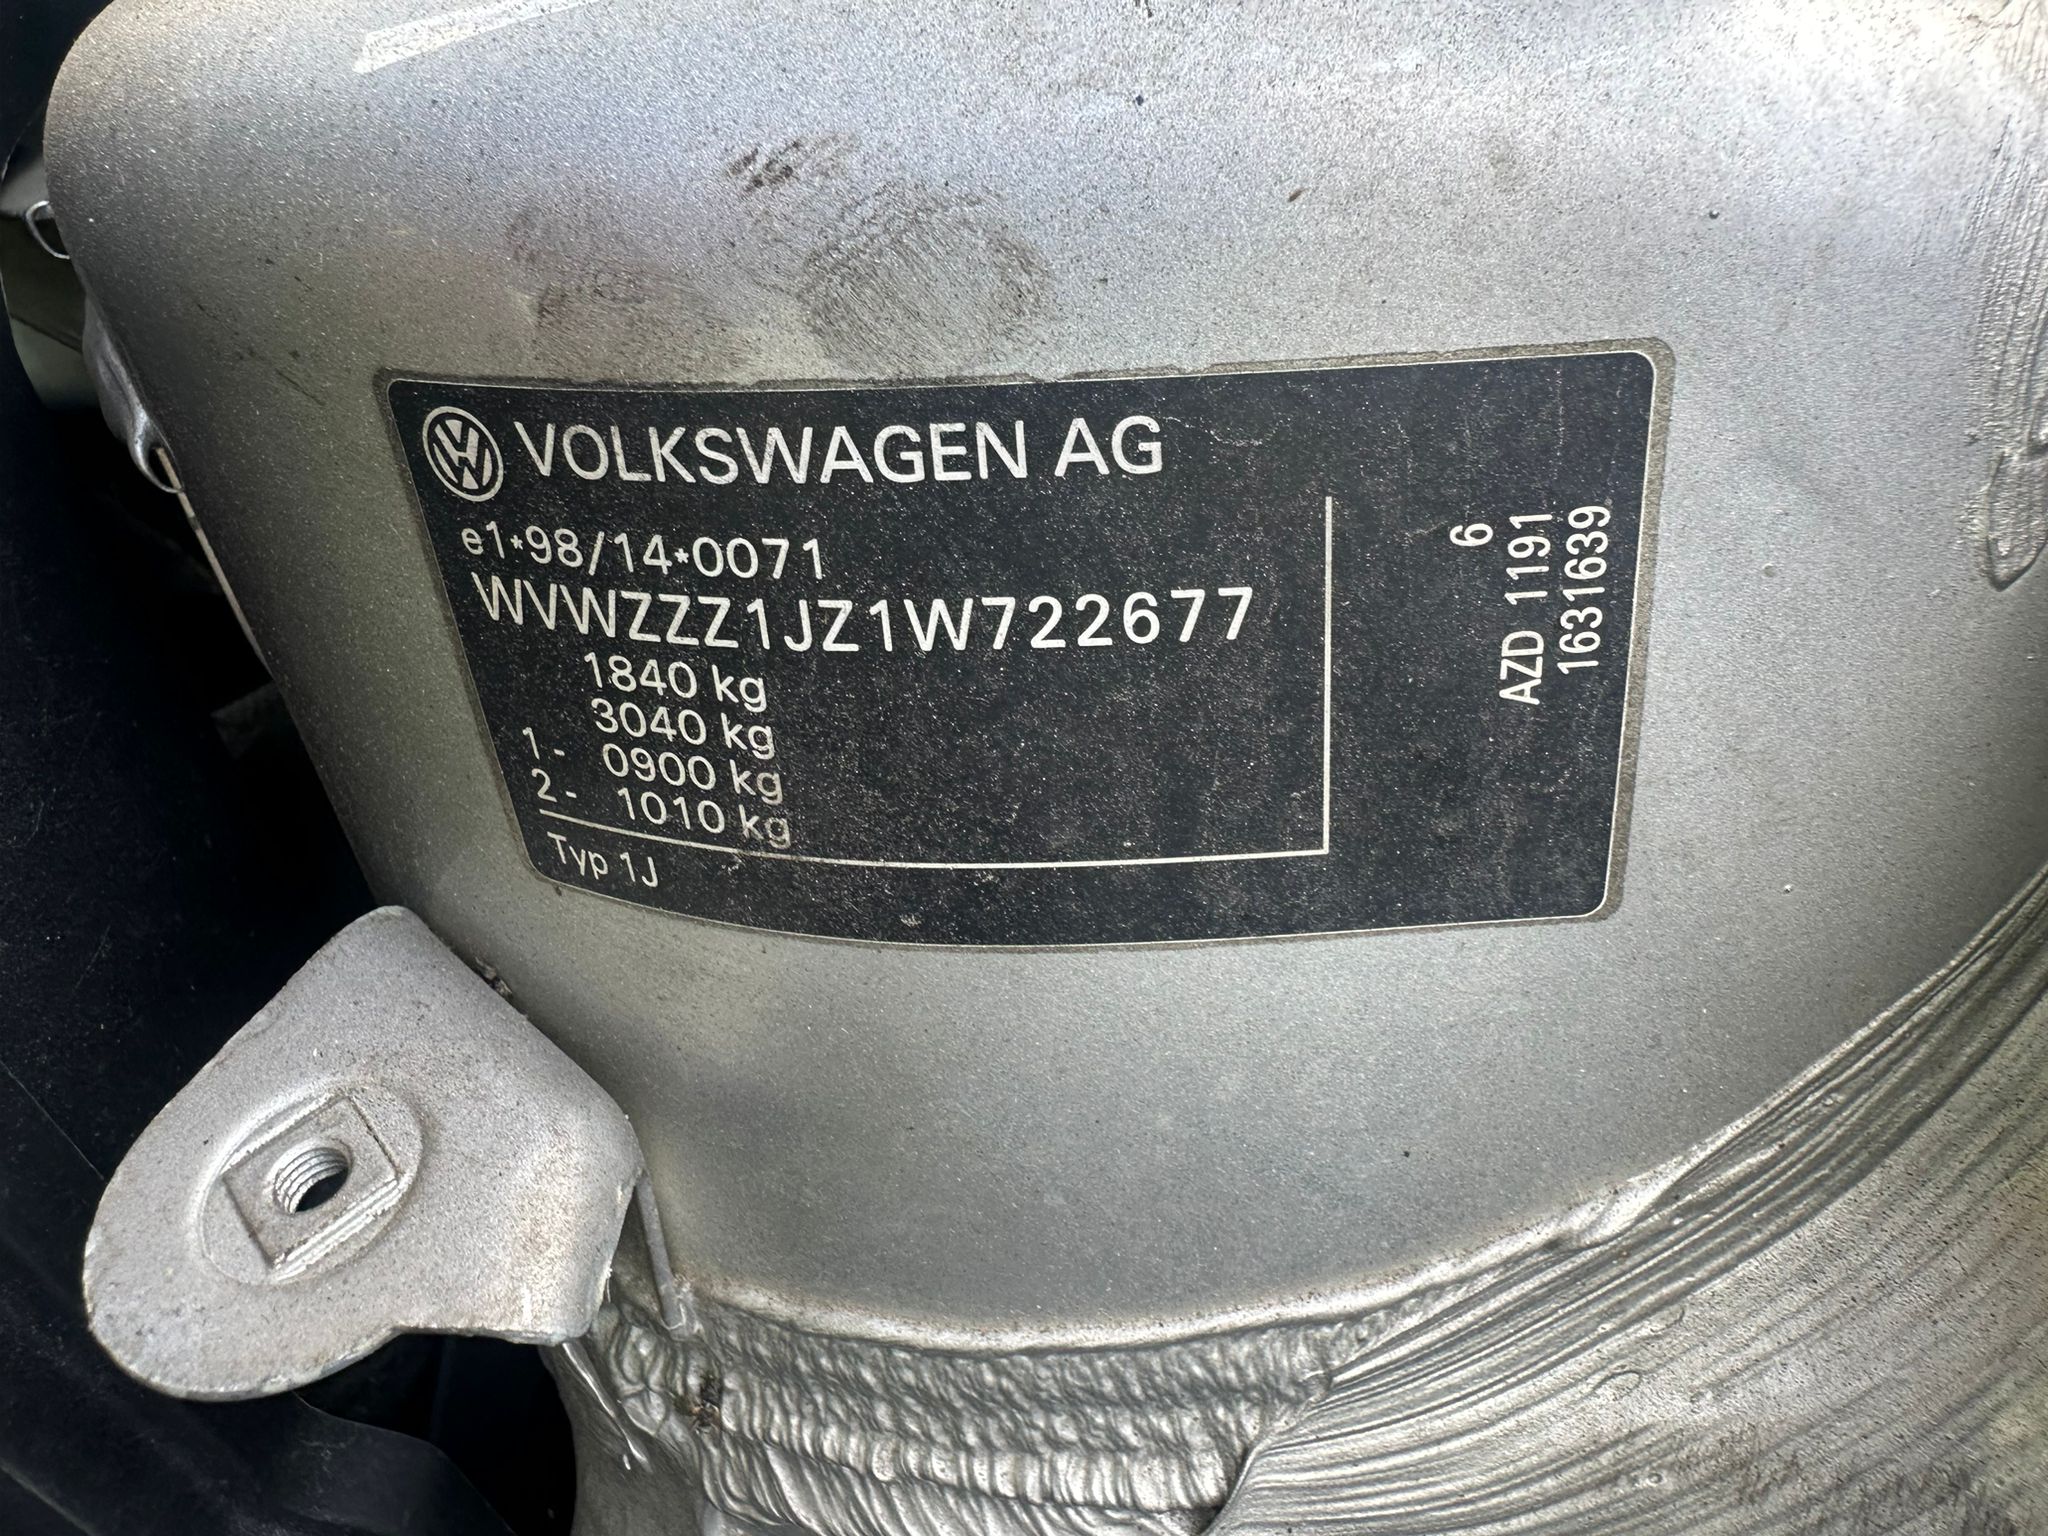 VOLKSWAGEN AG
e1*98/14*0071
WVWZZZ1JZ1W722677
1840 kg
3040 kg
1- 0900 kg
2- 1010 kg
Typ 1J
6
AZD 1191
1631639